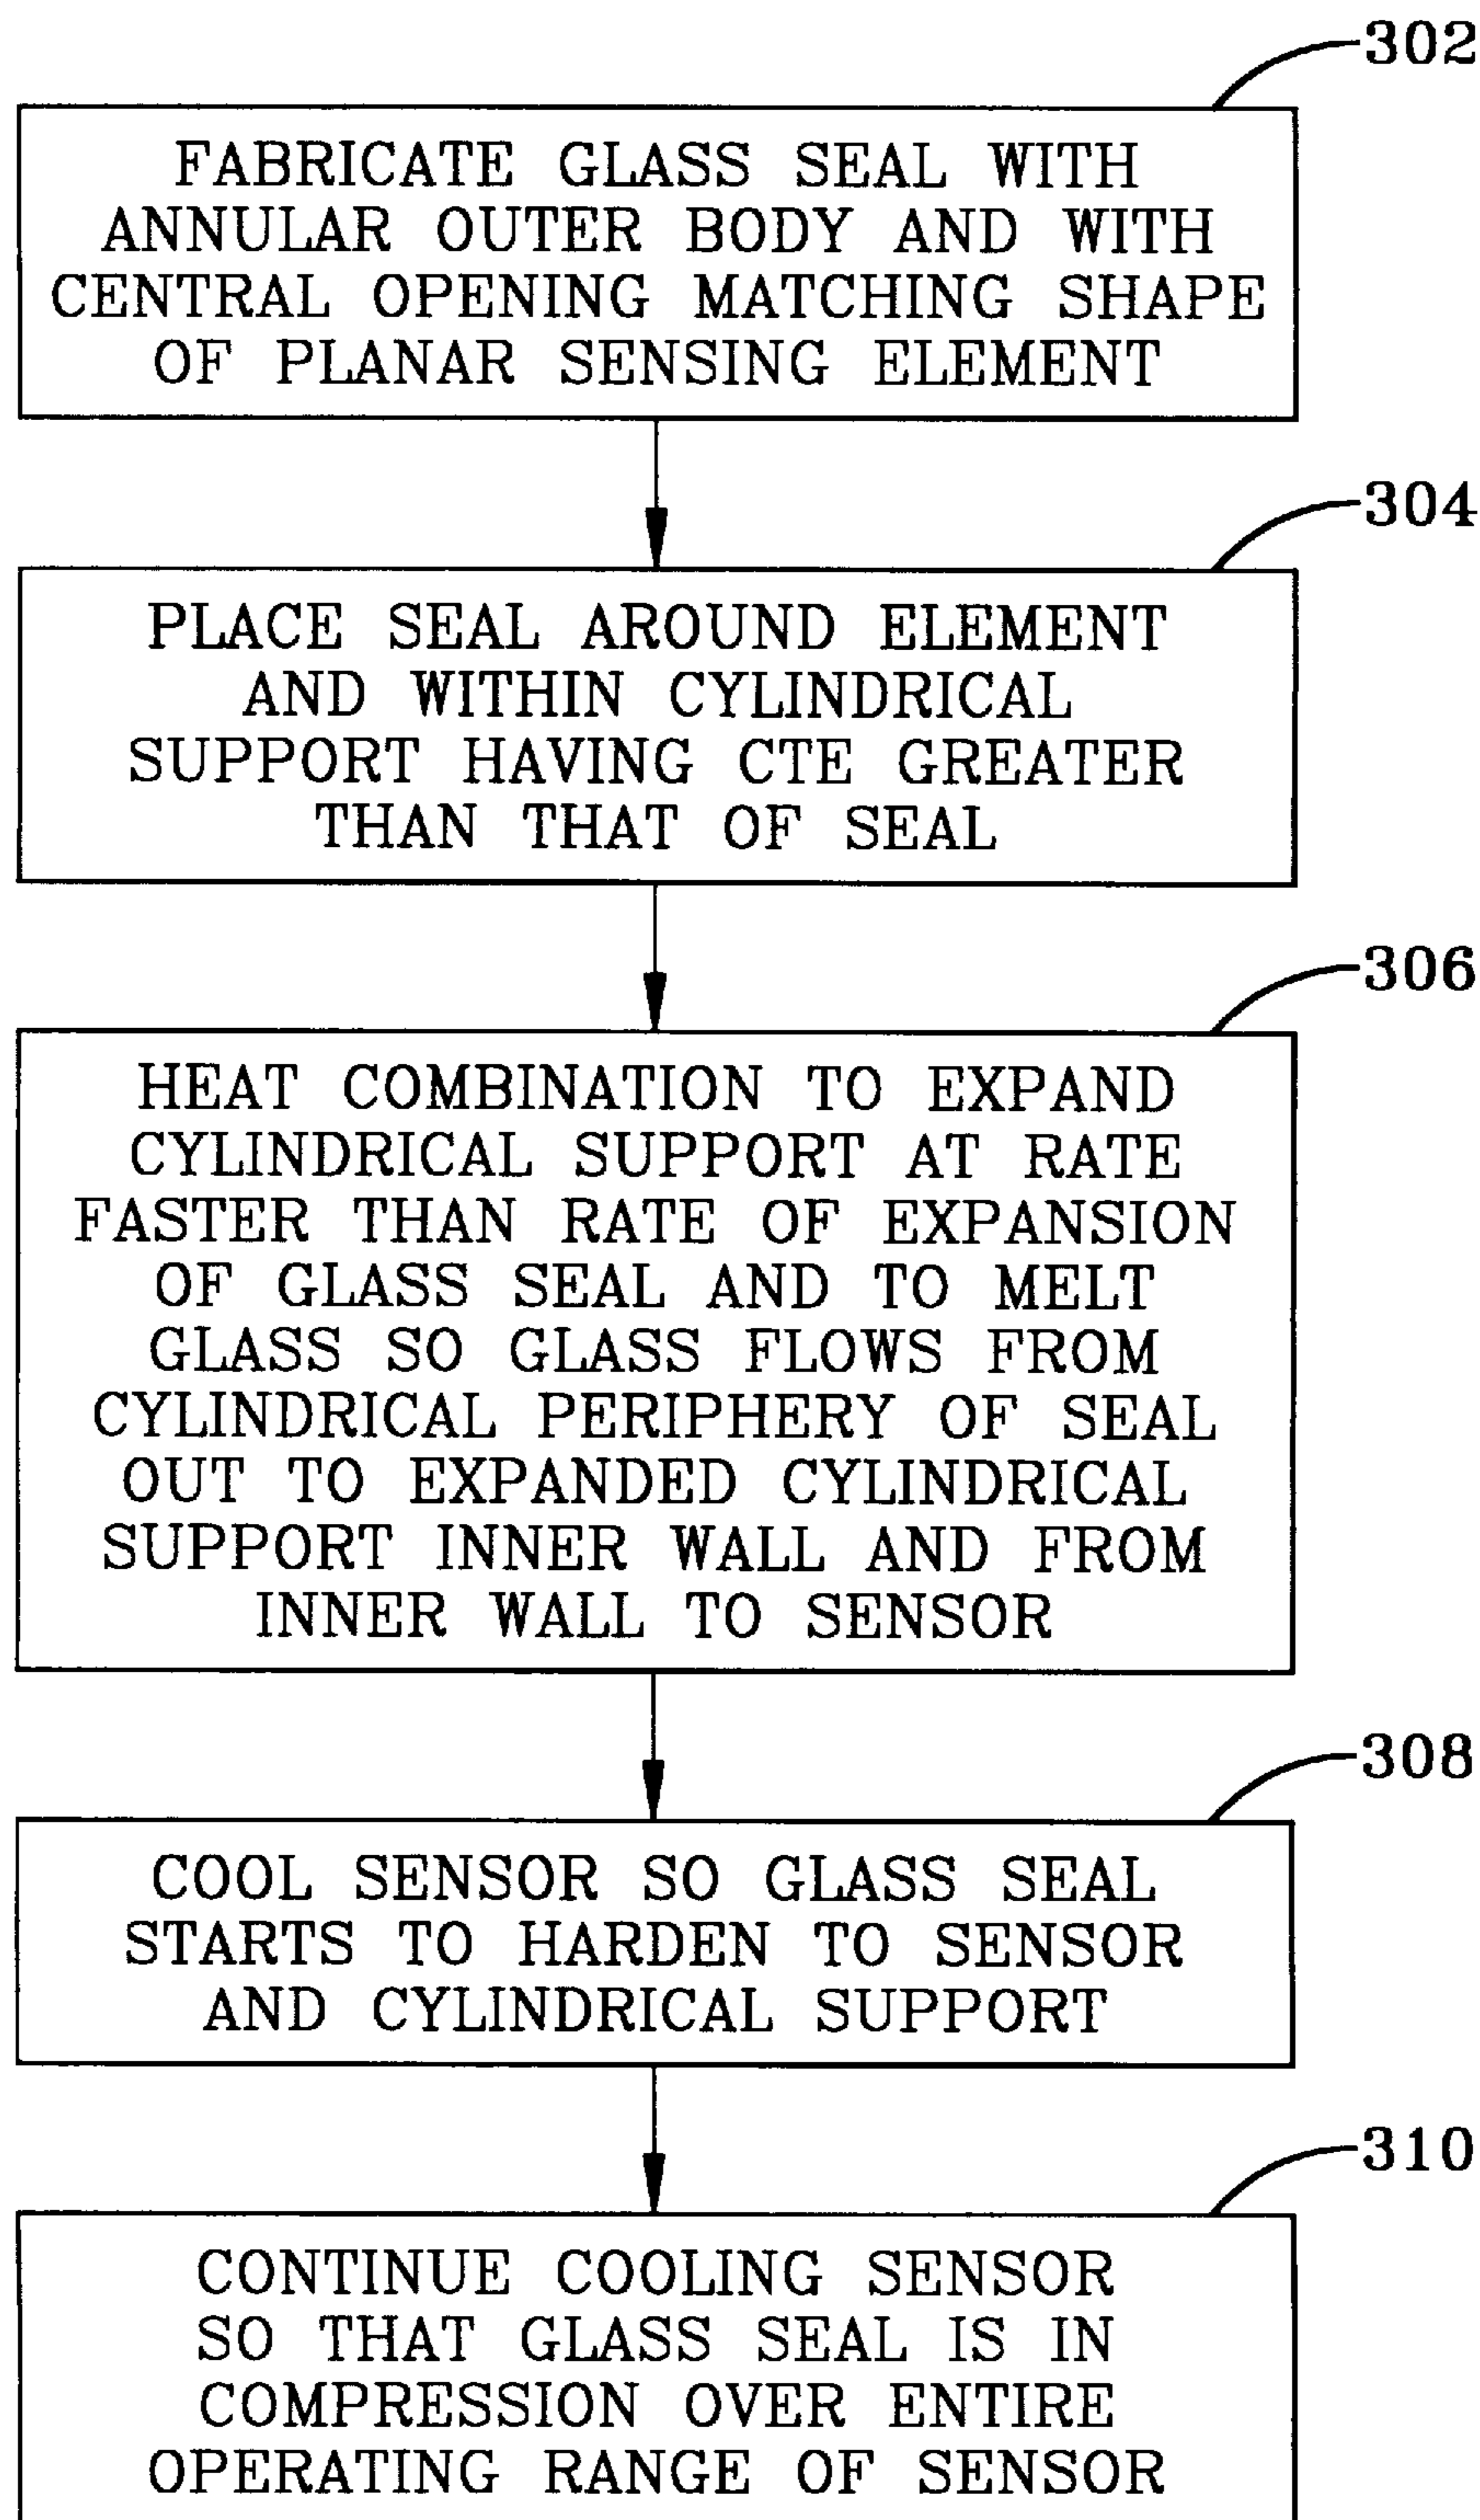 302
FABRICATE GLASS SEAL WITH
ANNULAR OUTER BODY AND WITH
CENTRAL OPENING MATCHING SHAPE
OF PLANAR SENSING ELEMENT
304
PLACE SEAL AROUND ELEMENT
AND WITHIN CYLINDRICAL
SUPPORT HAVING CTE GREATER
THAN THAT OF SEAL
306
HEAT COMBINATION TO EXPAND
CYLINDRICAL SUPPORT AT RATE
FASTER THAN RATE OF EXPANSION
OF GLASS SEAL AND TO MELT
GLASS SO GLASS FLOWS FROM
CYLINDRICAL PERIPHERY OF SEAL
OUT TO EXPANDED CYLINDRICAL
SUPPORT INNER WALL AND FROM
INNER WALL TO SENSOR
308
COOL SENSOR SO GLASS SEAL
STARTS TO HARDEN TO SENSOR
AND CYLINDRICAL SUPPORT
310
CONTINUE COOLING SENSOR
SO THAT GLASS SEAL IS IN
COMPRESSION OVER ENTIRE
OPERATING RANGE OF SENSOR